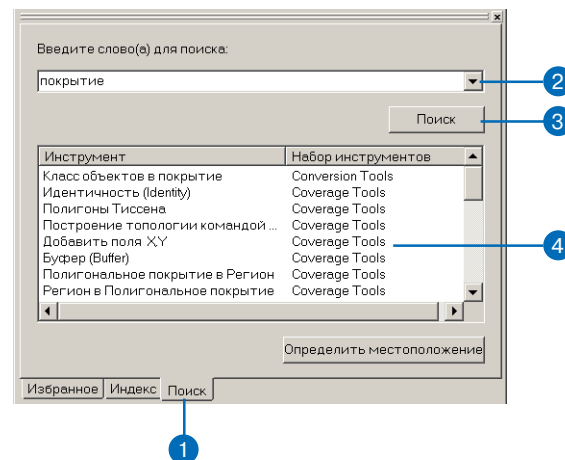 Введите слово(а) для поиска:
покрытие
2
Поиск
3
Инструмент Набор инструментов
Класс объектов в покрытие Conversion Tools
Идентичность (Identity) Coverage Tools
Полигоны Тиссена Coverage Tools
Построение топологии командой ... Coverage Tools
Добавить поля X,Y Coverage Tools
4
Буфер (Buffer) Coverage Tools
Полигональное покрытие в Регион Coverage Tools
Регион в Полигональное покрытие Coverage Tools
Определить местоположение
Избранное Индекс Поиск
1